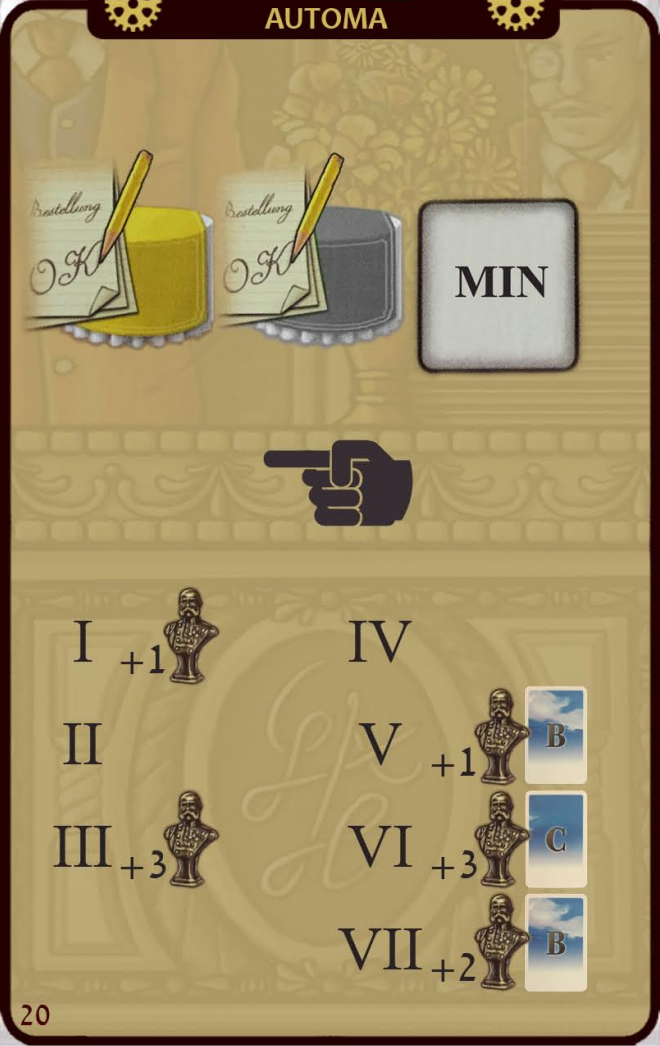 AUTOMA
Bestellung
OK
Bestellung
OK
MIN
I +1
IV
II
V +1 B
III +3
VI +3 C
VII +2 B
20